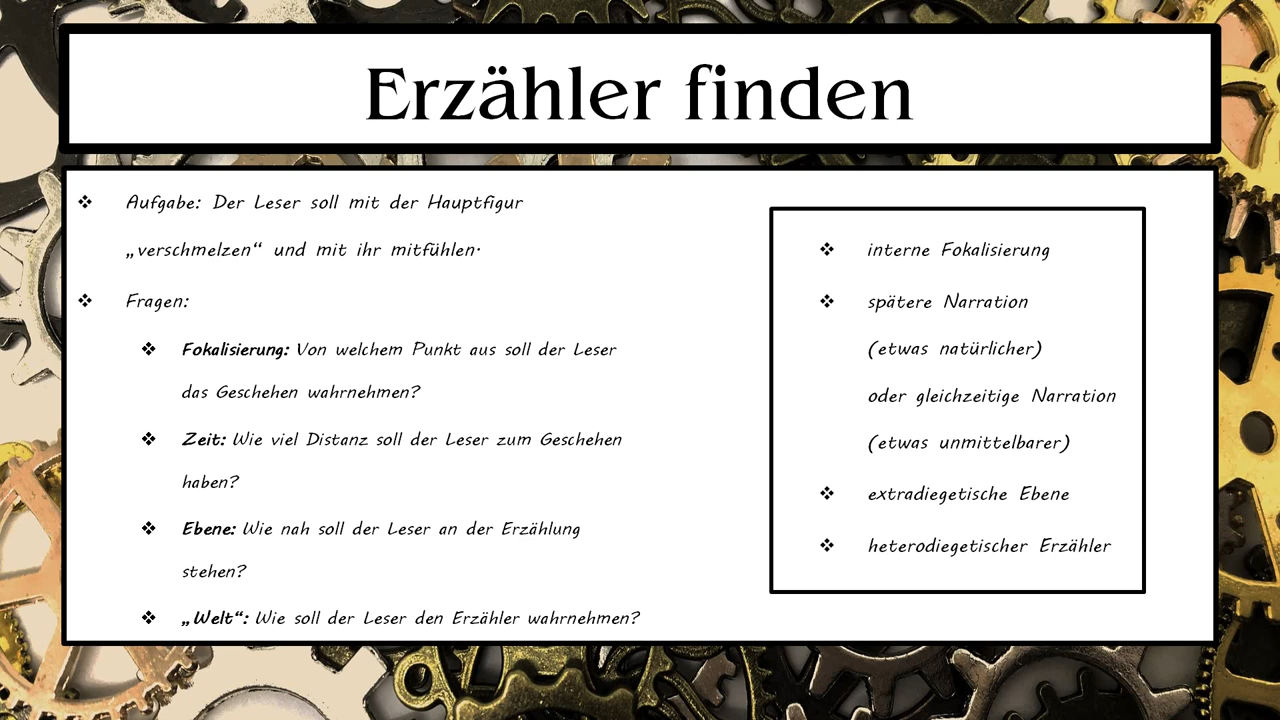 Erzähler finden
❖ Aufgabe: Der Leser soll mit der Hauptfigur
„verschmelzen“ und mit ihr mitfühlen.
❖ Fragen:
❖ Fokalisierung: Von welchem Punkt aus soll der Leser
das Geschehen wahrnehmen?
❖ Zeit: Wie viel Distanz soll der Leser zum Geschehen
haben?
❖ Ebene: Wie nah soll der Leser an der Erzählung
stehen?
❖ „Welt“: Wie soll der Leser den Erzähler wahrnehmen?
❖ interne Fokalisierung
❖ spätere Narration
(etwas natürlicher)
oder gleichzeitige Narration
(etwas unmittelbarer)
❖ extradiegetische Ebene
❖ heterodiegetischer Erzähler